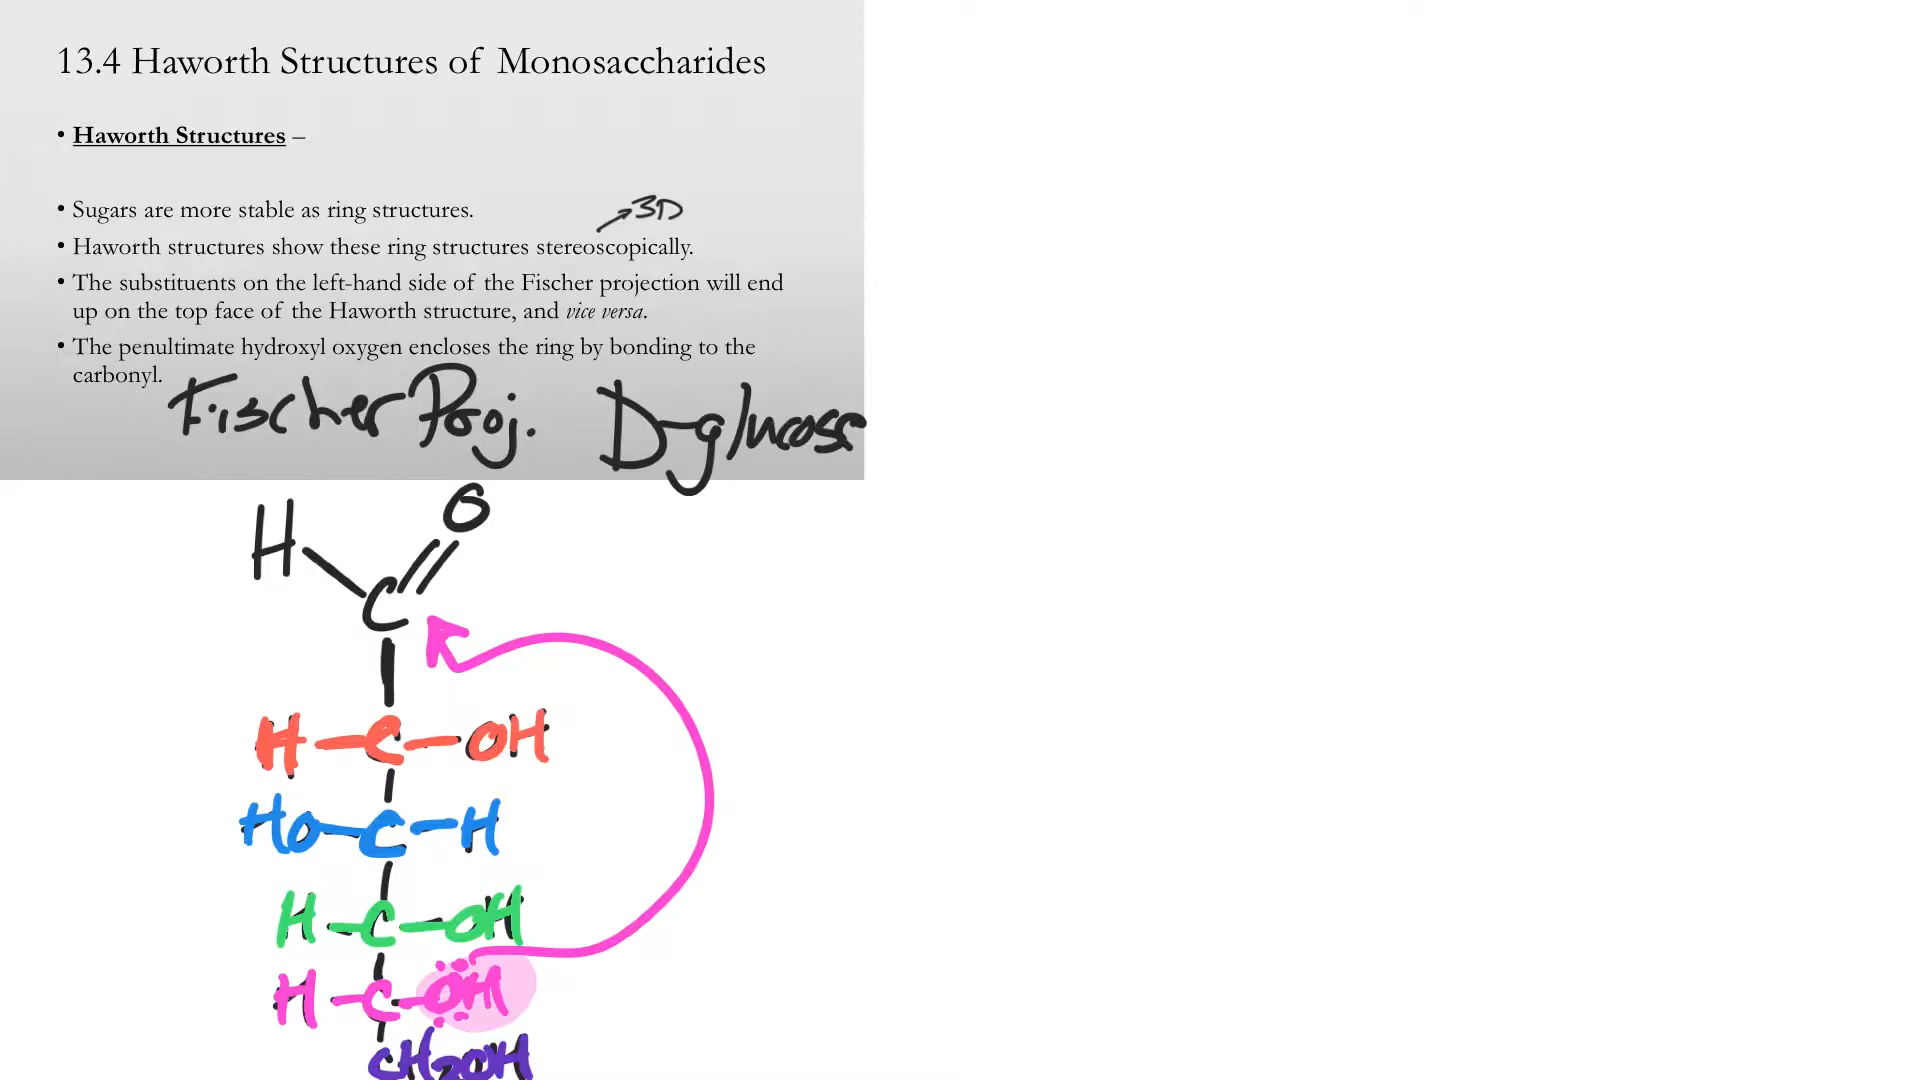 13.4 Haworth Structures of Monosaccharides
• Haworth Structures –
• Sugars are more stable as ring structures.
3D
• Haworth structures show these ring structures stereoscopically.
• The substituents on the left-hand side of the Fischer projection will end
up on the top face of the Haworth structure, and vice versa.
• The penultimate hydroxyl oxygen encloses the ring by bonding to the
carbonyl.
Fischer Proj. D-glucose
H O
C
H-C-OH
HO-C-H
H-C-OH
H-C-OH
CH2OH